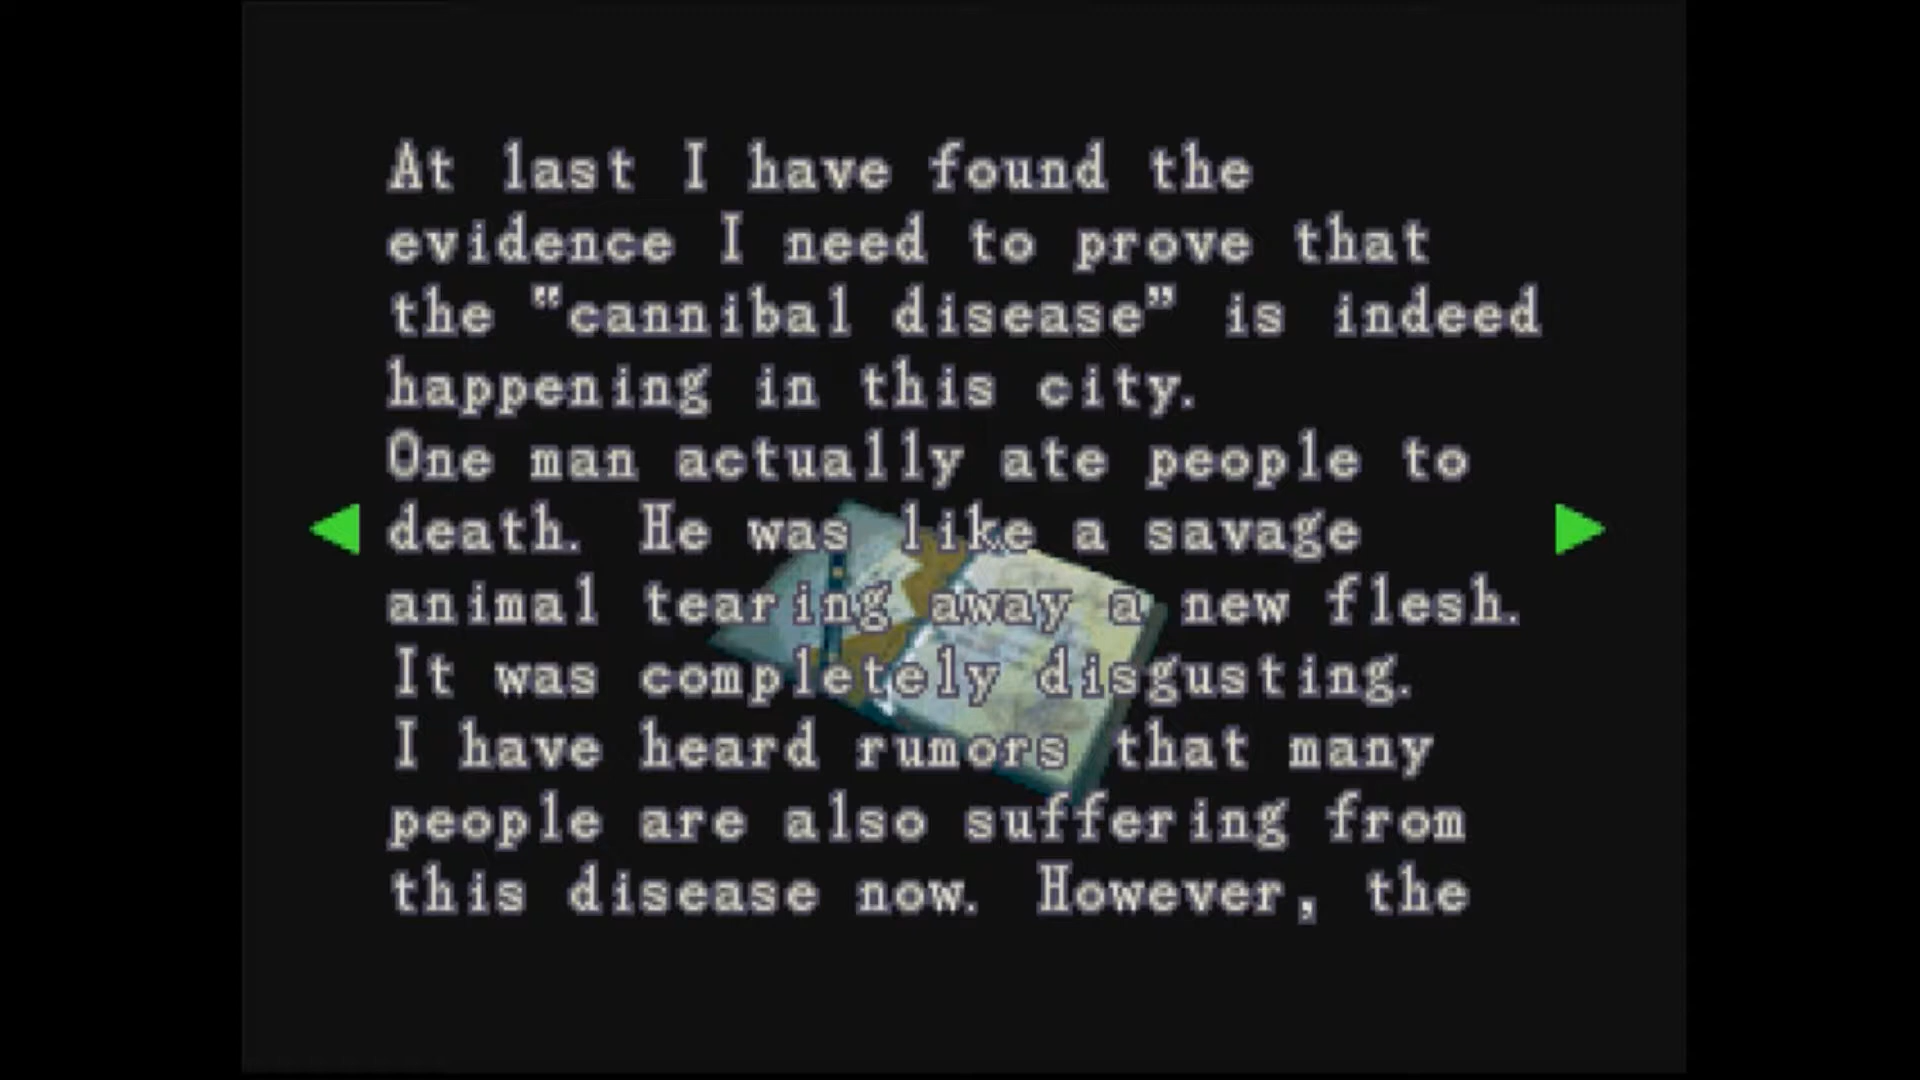 At last I have found the
evidence I need to prove that
the "cannibal disease" is indeed
happening in this city.
One man actually ate people to
death. He was like a savage
animal tearing away a new flesh.
It was completely disgusting.
I have heard rumors that many
people are also suffering from
this disease now. However, the